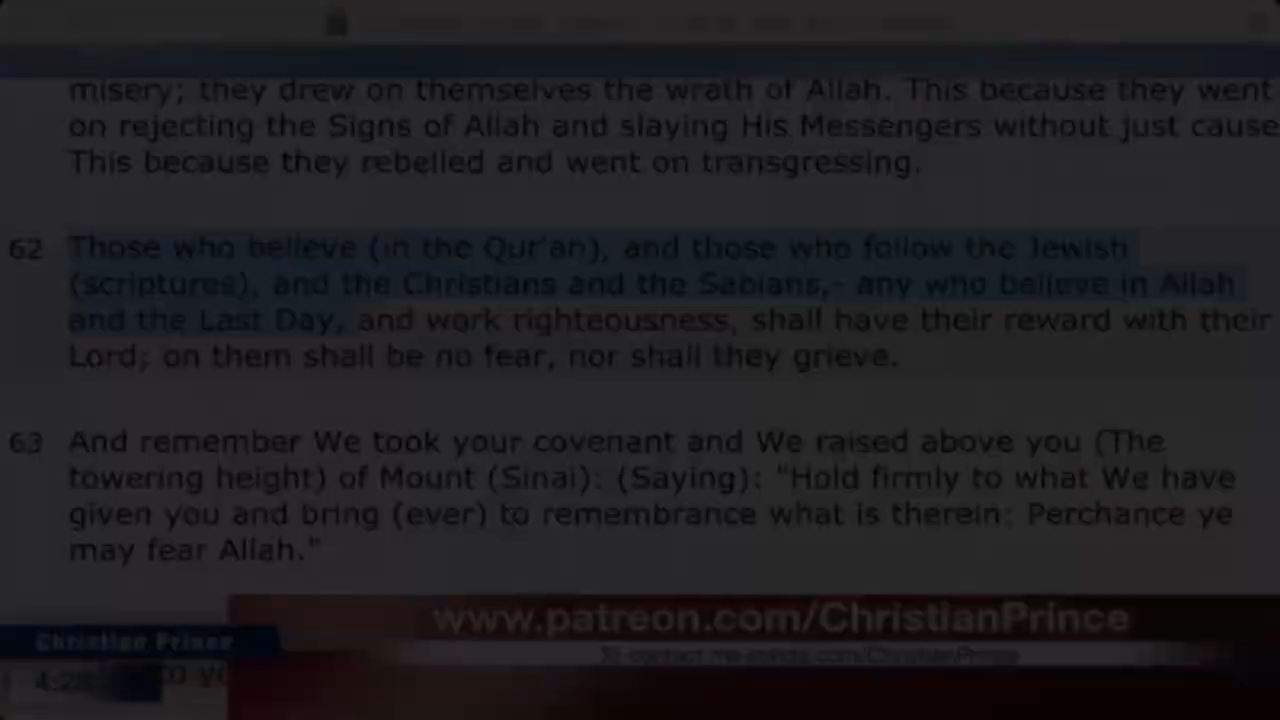 misery; they drew on themselves the wrath of Allah. This because they went
on rejecting the Signs of Allah and slaying His Messengers without just cause
This because they rebelled and went on transgressing.
62 Those who believe (in the Qur'an), and those who follow the Jewish
(scriptures), and the Christians and the Sabians,- any who believe in Allah
and the Last Day, and work righteousness, shall have their reward with their
Lord; on them shall be no fear, nor shall they grieve.
63 And remember We took your covenant and We raised above you (The
towering height) of Mount (Sinai): (Saying): "Hold firmly to what We have
given you and bring (ever) to remembrance what is therein: Perchance ye
may fear Allah."
www.patreon.com/ChristianPrince
Christian Prince
To contact me
4:28